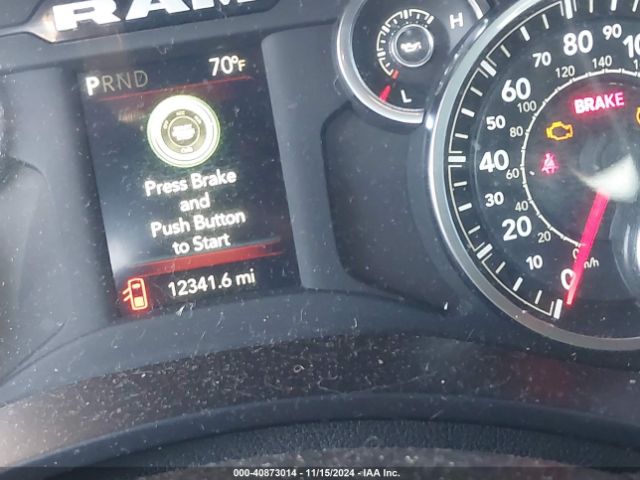 RAM
PRND 70°F
Press Brake
and
Push Button
to Start
12341.6 mi
H
L
0
10
20
30
40
50
60
80
90
20
40
60
80
100
120
140
BRAKE
000-40873014 - 11/15/2024 - IAA Inc.